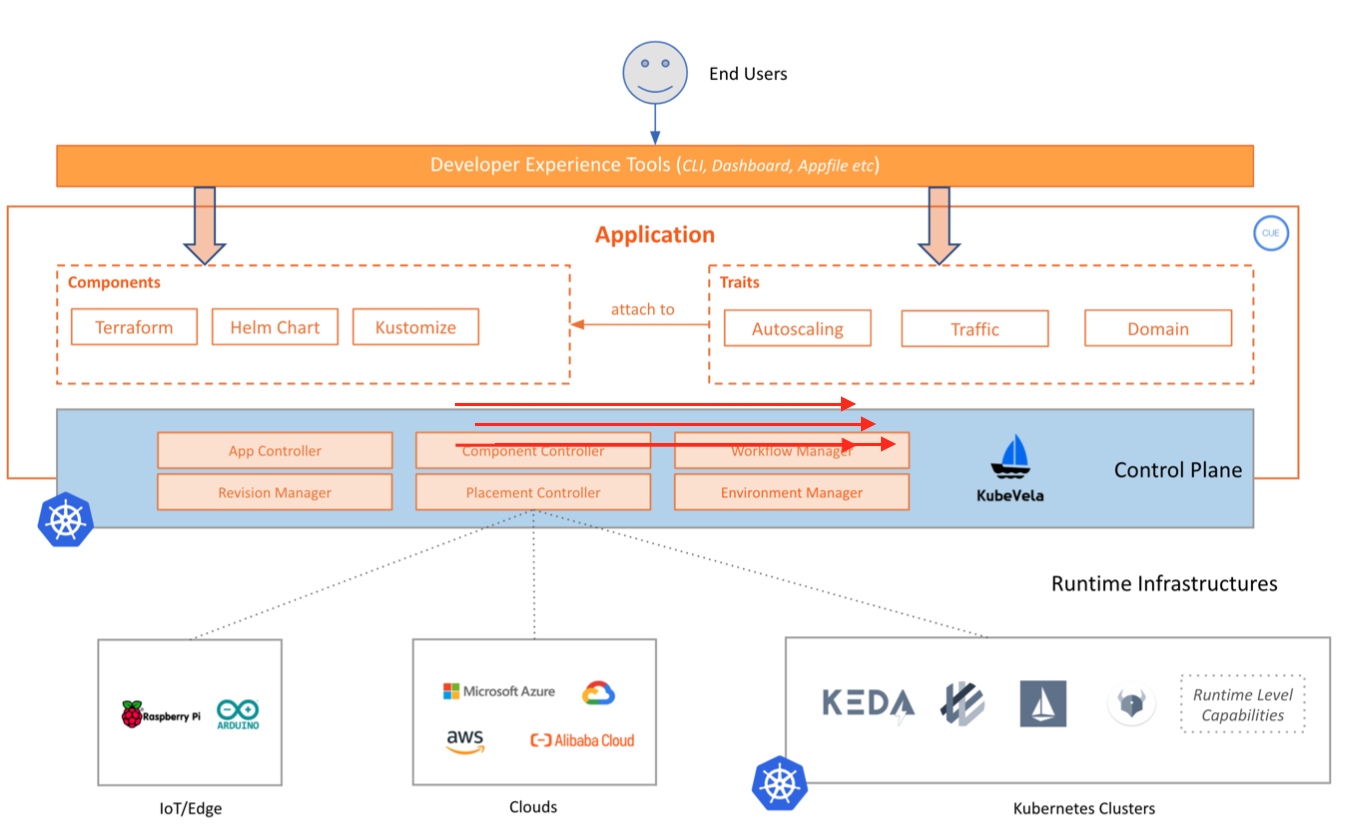 End Users
Developer Experience Tools (CLI, Dashboard, Appfile etc)
Application
CUE
Components
Terraform
Helm Chart
Kustomize
attach to
Traits
Autoscaling
Traffic
Domain
App Controller
Component Controller
Workflow Manager
Revision Manager
Placement Controller
Environment Manager
KubeVela
Control Plane
Runtime Infrastructures
Raspberry Pi
ARDUINO
IoT/Edge
Microsoft Azure
aws
Alibaba Cloud
Clouds
KEDA
Runtime Level
Capabilities
Kubernetes Clusters